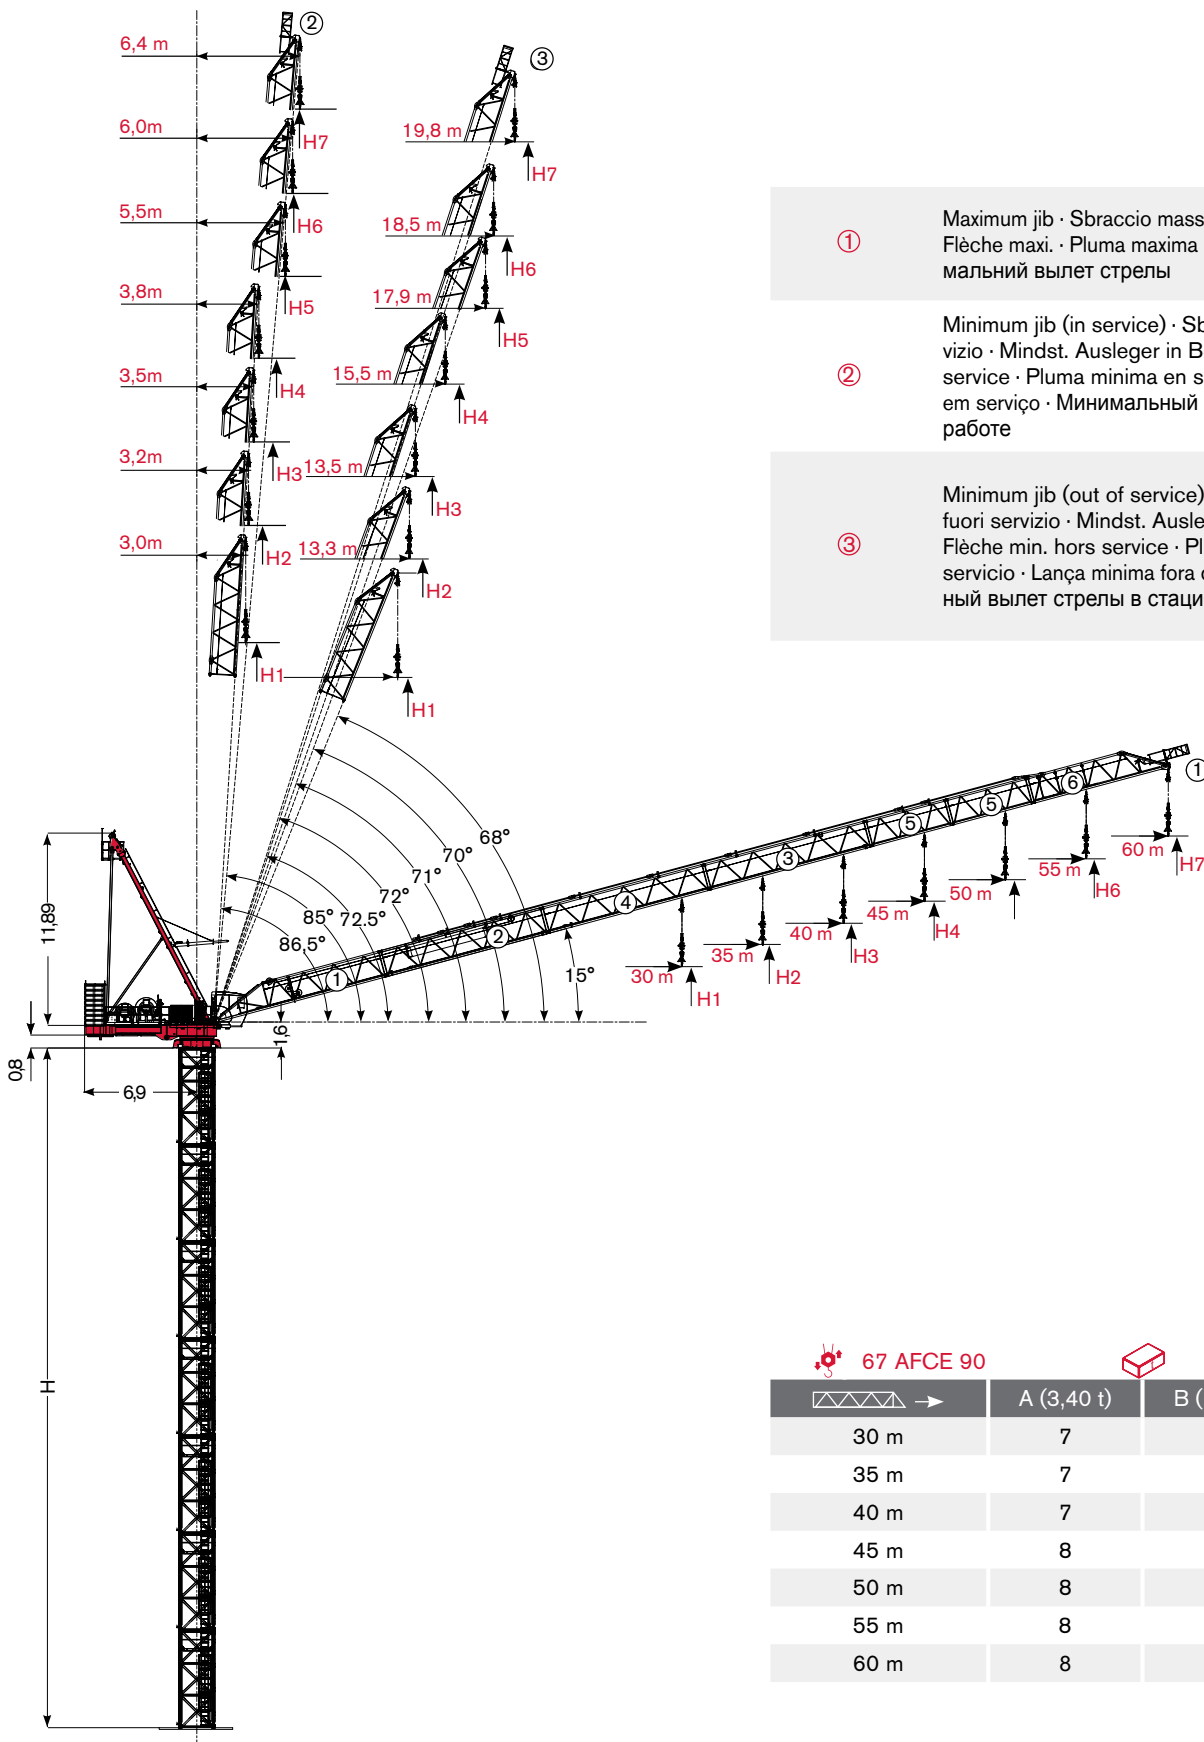 6,4 m
②
6,0m
H7
5,5m
H6
3,8m
H5
3,5m
H4
3,2m
H3
3,0m
H2
H1
③
19,8 m
H7
18,5 m
H6
17,9 m
H5
15,5 m
H4
13,5 m
H3
13,3 m
H2
H1
① Maximum jib · Sbraccio mass
Flèche maxi. · Pluma maxima
мальний вылет стрелы
② Minimum jib (in service) · Sb
vizio · Mindst. Ausleger in B
service · Pluma minima en s
em serviço · Минимальный
работе
③ Minimum jib (out of service)
fuori servizio · Mindst. Ausle
Flèche min. hors service · Pl
servicio · Lança minima fora
ный вылет стрелы в стаци
68°
70°
71°
72°
72.5°
85°
86,5°
15°
①
②
④
③
⑤
⑤
⑥
①
30 m
H1
35 m
H2
40 m
H3
45 m
H4
50 m
55 m
H6
60 m
H7
11,89
0,8
1,6
6,9
H
67 AFCE 90
A (3,40 t) B (
30 m 7
35 m 7
40 m 7
45 m 8
50 m 8
55 m 8
60 m 8